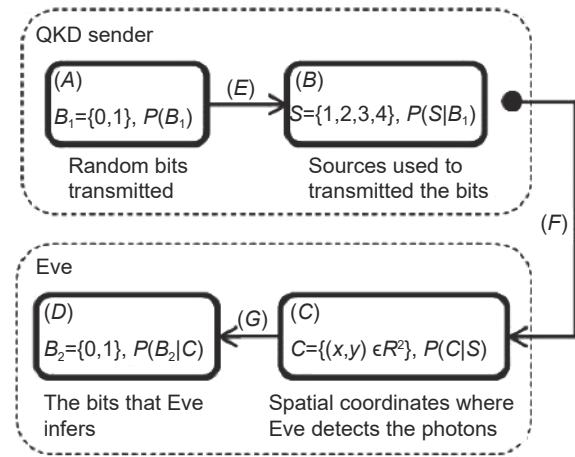 QKD sender
(A)
B₁={0,1}, P(B₁)
Random bits
transmitted
(E)
(B)
S={1,2,3,4}, P(S|B₁)
Sources used to
transmitted the bits
(F)
Eve
(D)
B₂={0,1}, P(B₂|C)
The bits that Eve
infers
(G)
(C)
C={(x,y) ϵR²}, P(C|S)
Spatial coordinates where
Eve detects the photons